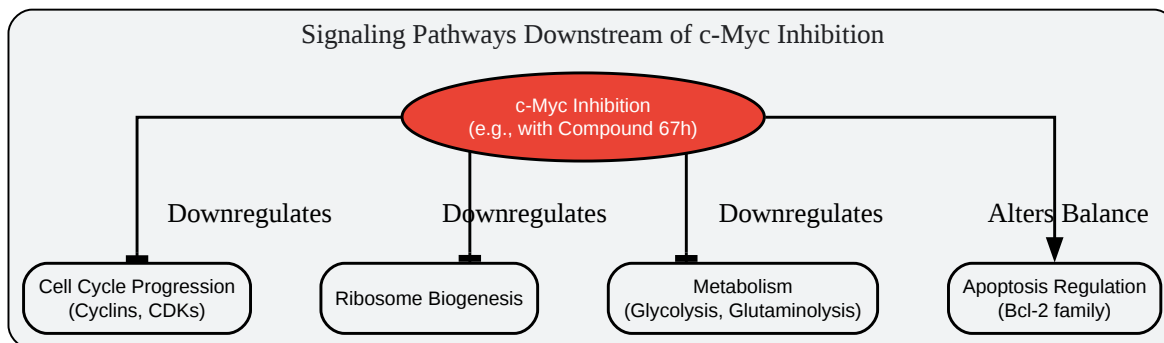 Signaling Pathways Downstream of c-Myc Inhibition
c-Myc Inhibition
(e.g., with Compound 67h)
Downregulates
Downregulates
Downregulates
Alters Balance
Cell Cycle Progression
(Cyclins, CDKs)
Ribosome Biogenesis
Metabolism
(Glycolysis, Glutaminolysis)
Apoptosis Regulation
(Bcl-2 family)